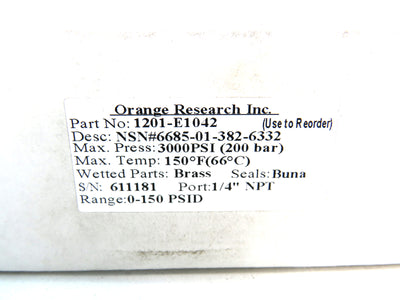 Orange Research Inc.
Part No: 1201-E1042 (Use to Reorder)
Desc: NSN#6685-01-382-6332
Max. Press:3000PSI (200 bar)
Max. Temp:150°F(66°C)
Wetted Parts: Brass Seals:Buna
S/N: 611181 Port:1/4" NPT
Range:0-150 PSID